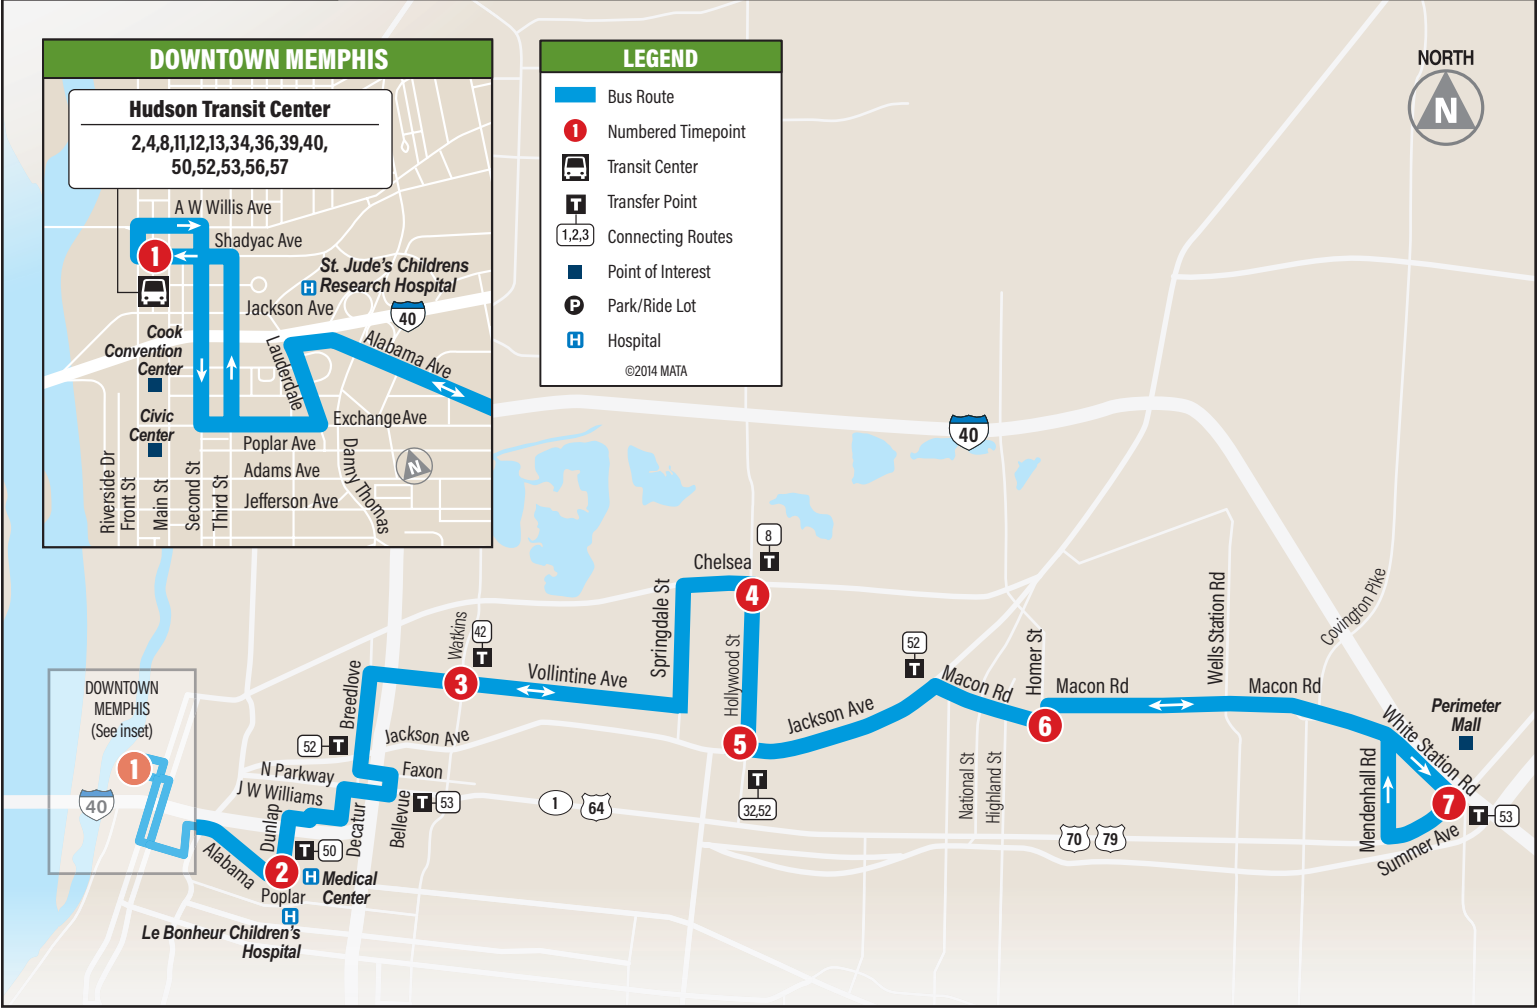 DOWNTOWN MEMPHIS
Hudson Transit Center
2,4,8,11,12,13,34,36,39,40,
50,52,53,56,57
A W Willis Ave
Shadyac Ave
1
St. Jude's Childrens
Research Hospital
H
Jackson Ave
40
Cook
Convention
Center
Lauderdale
Alabama Ave
Civic
Center
Exchange Ave
Poplar Ave
Adams Ave
Jefferson Ave
Danny Thomas
N
Riverside Dr
Front St
Main St
Second St
Third St
LEGEND
Bus Route
1
Numbered Timepoint
Transit Center
T
Transfer Point
1,2,3
Connecting Routes
Point of Interest
P
Park/Ride Lot
H
Hospital
©2014 MATA
NORTH
N
40
8
T
Chelsea
4
Springdale St
Hollywood St
Watkins
42
T
3
Vollintine Ave
Breedlove
52
T
Jackson Ave
N Parkway
Faxon
J W Williams
Dunlap
Decatur
Bellevue
T
53
T
50
DOWNTOWN
MEMPHIS
(See inset)
1
40
Alabama
2
H
Medical
Center
Poplar
H
Le Bonheur Children's
Hospital
1
64
5
T
32,52
Jackson Ave
52
T
Macon Rd
Homer St
6
Macon Rd
Wells Station Rd
Macon Rd
National St
Highland St
70
79
Covington Pike
Perimeter
Mall
White Station Rd
Mendenhall Rd
7
T
53
Summer Ave